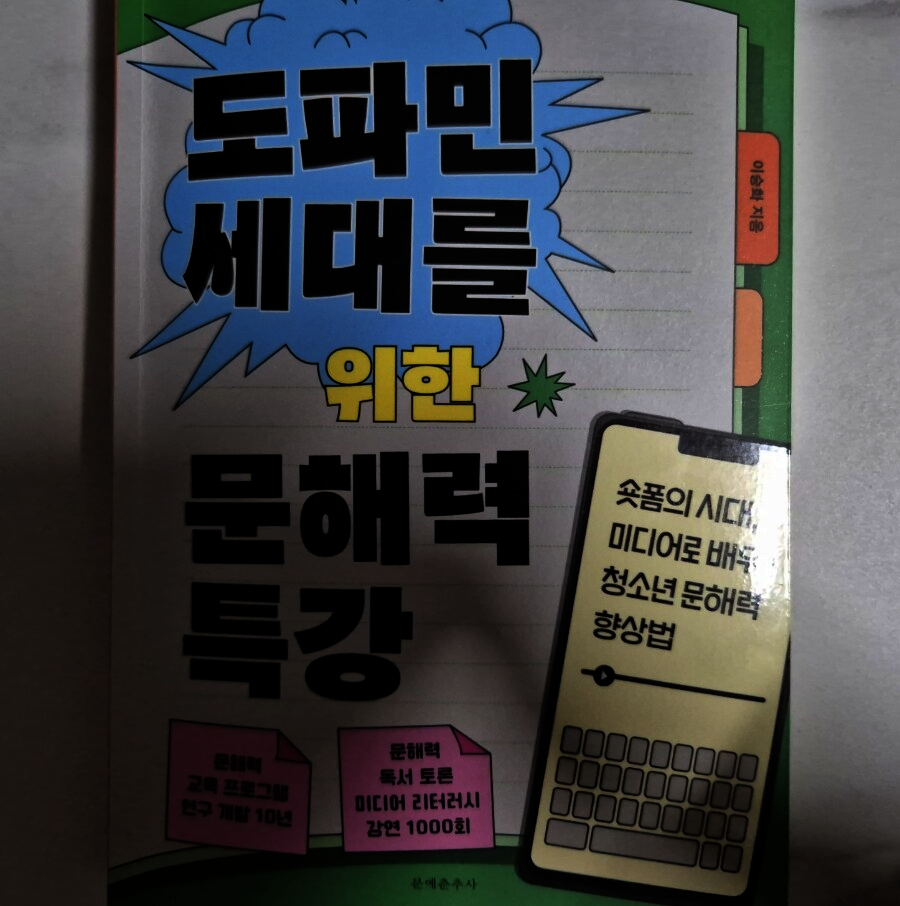 도파민
세대를
위한
문해력
특강
이승화 지음
숏폼의 시대,
미디어로 배우는
청소년 문해력
향상법
문해력
교육 프로그램
연구 개발 10년
문해력
독서 토론
미디어 리터러시
강연 1000회
문예춘추사